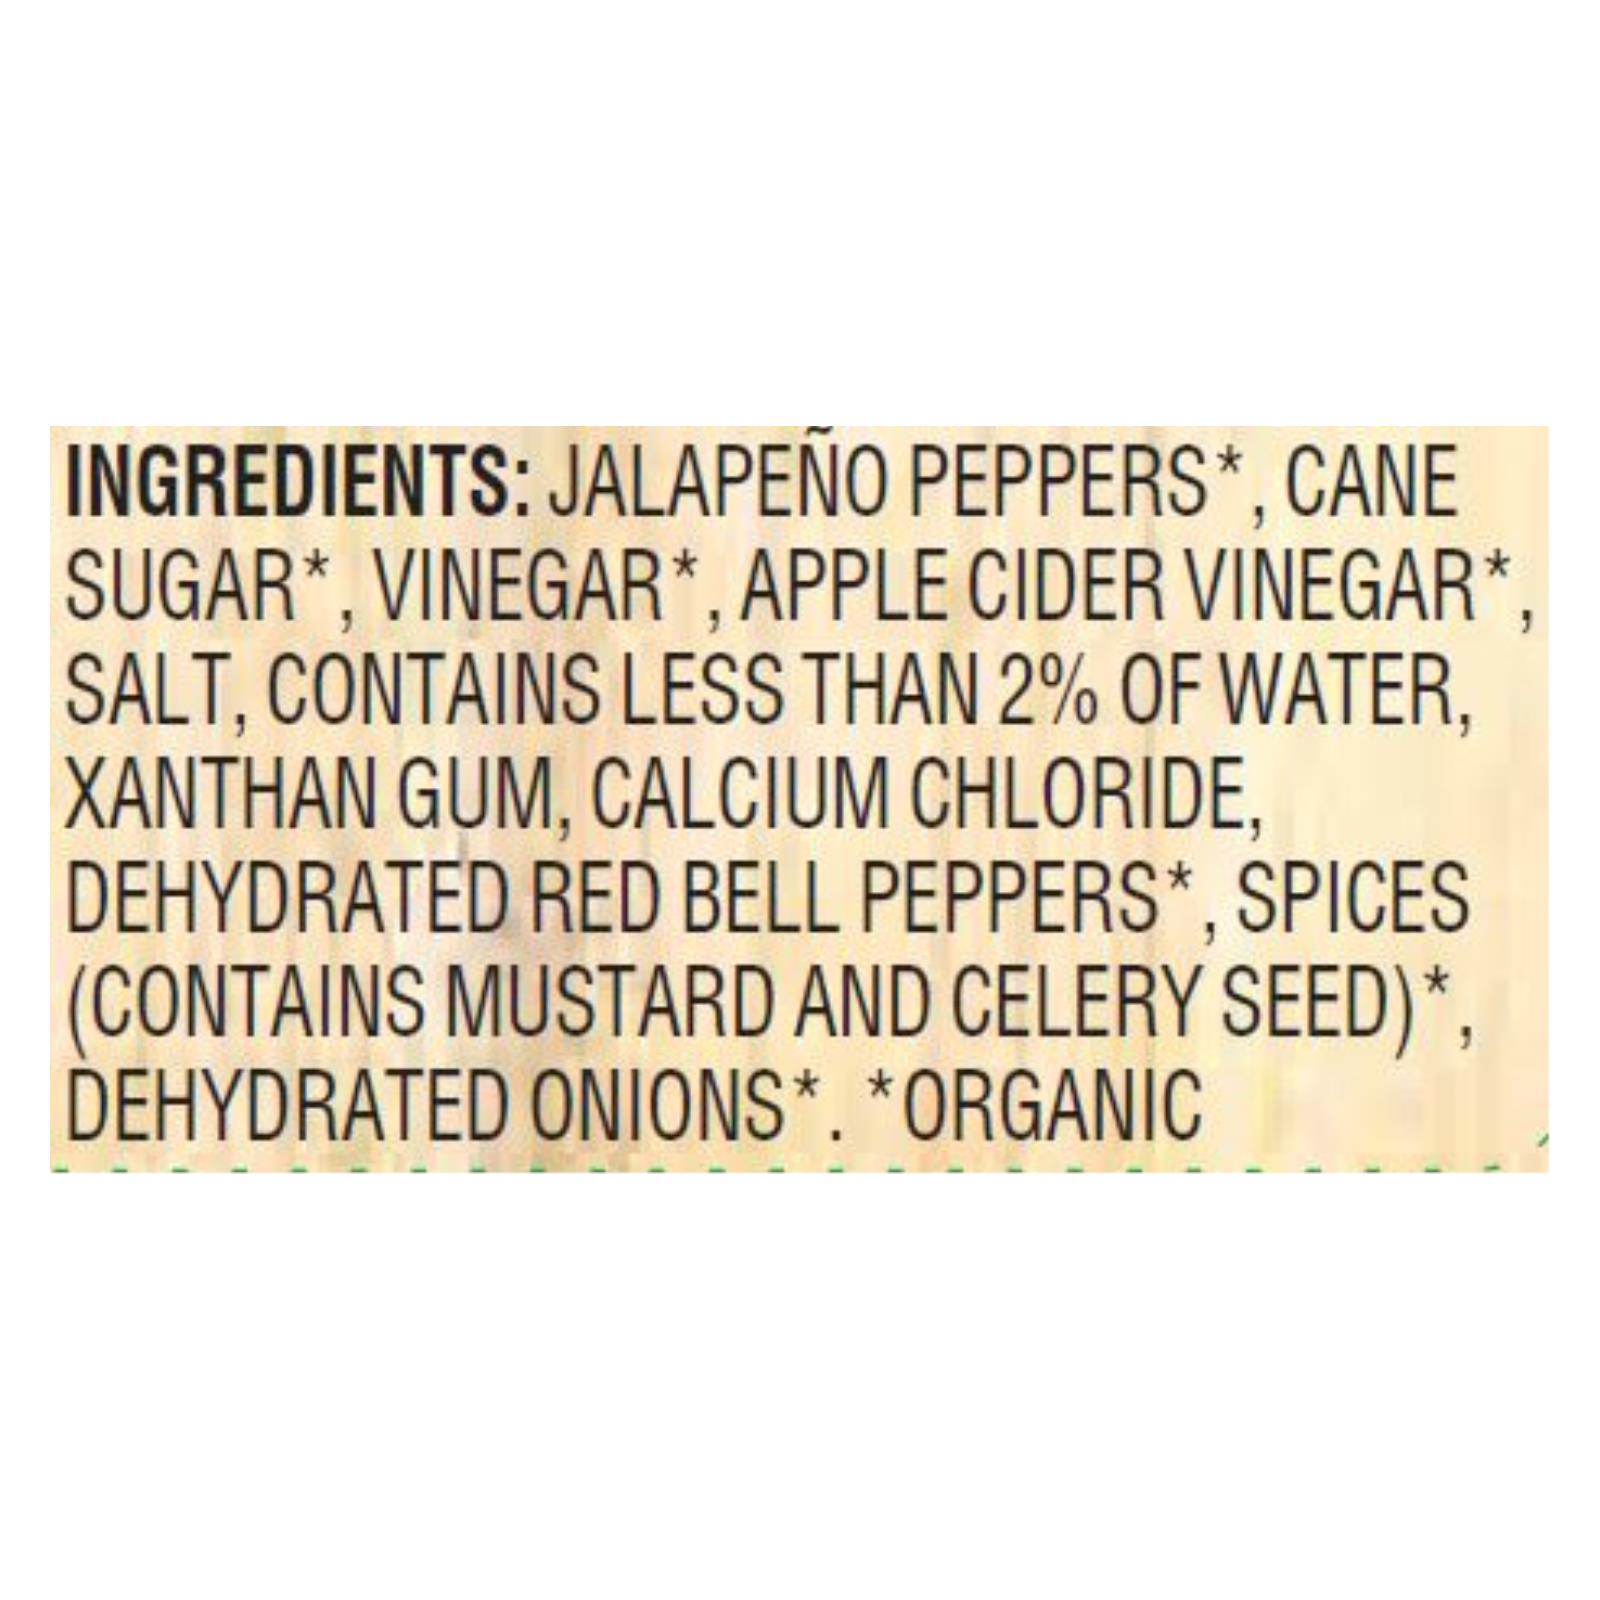 INGREDIENTS: JALAPEÑO PEPPERS*, CANE
SUGAR*, VINEGAR*, APPLE CIDER VINEGAR*,
SALT, CONTAINS LESS THAN 2% OF WATER,
XANTHAN GUM, CALCIUM CHLORIDE,
DEHYDRATED RED BELL PEPPERS*, SPICES
(CONTAINS MUSTARD AND CELERY SEED)*,
DEHYDRATED ONIONS*. *ORGANIC